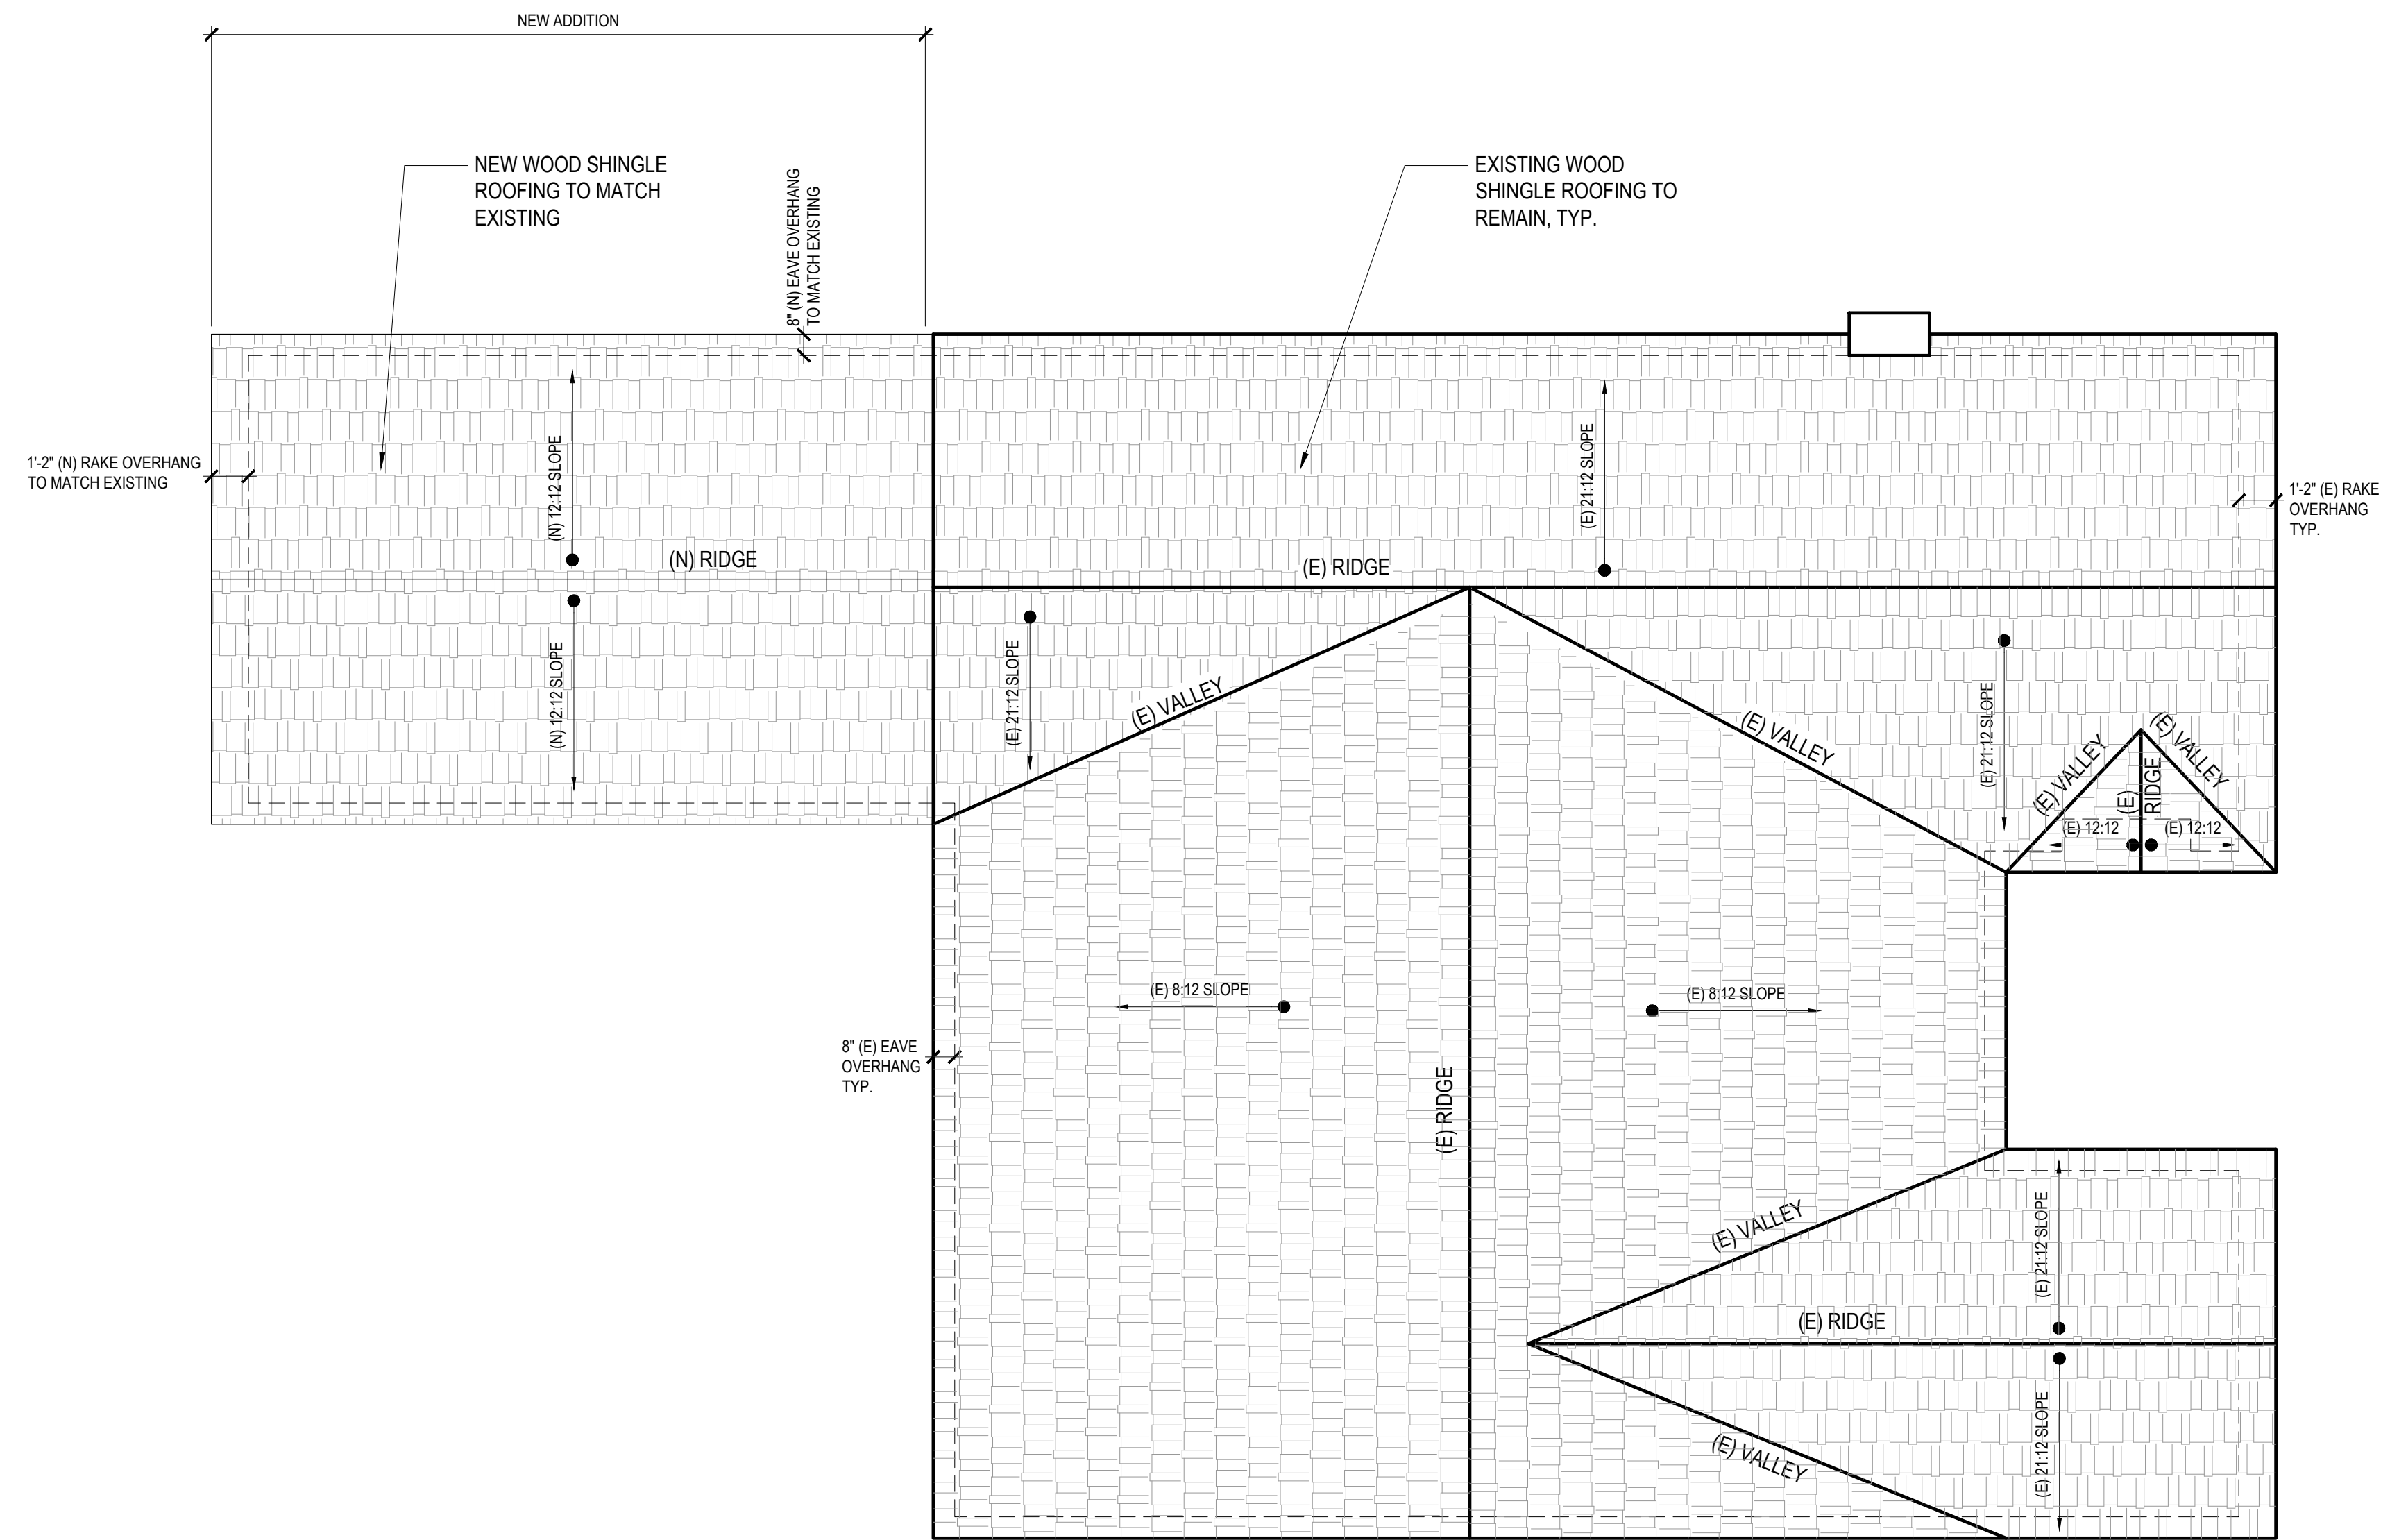 NEW ADDITION
NEW WOOD SHINGLE
ROOFING TO MATCH
EXISTING
8" (N) EAVE OVERHANG
TO MATCH EXISTING
EXISTING WOOD
SHINGLE ROOFING TO
REMAIN, TYP.
1'-2" (N) RAKE OVERHANG
TO MATCH EXISTING
(N) 12:12 SLOPE
(E) 21:12 SLOPE
1'-2" (E) RAKE
OVERHANG
TYP.
(N) RIDGE
(E) RIDGE
(N) 12:12 SLOPE
(E) 21:12 SLOPE
(E) VALLEY
(E) VALLEY
(E) 21:12 SLOPE
(E) VALLEY
(E) VALLEY
(E)
RIDGE
(E) 12:12
(E) 12:12
(E) 8:12 SLOPE
(E) 8:12 SLOPE
8" (E) EAVE
OVERHANG
TYP.
(E) RIDGE
(E) VALLEY
(E) 21:12 SLOPE
(E) RIDGE
(E) VALLEY
(E) 21:12 SLOPE